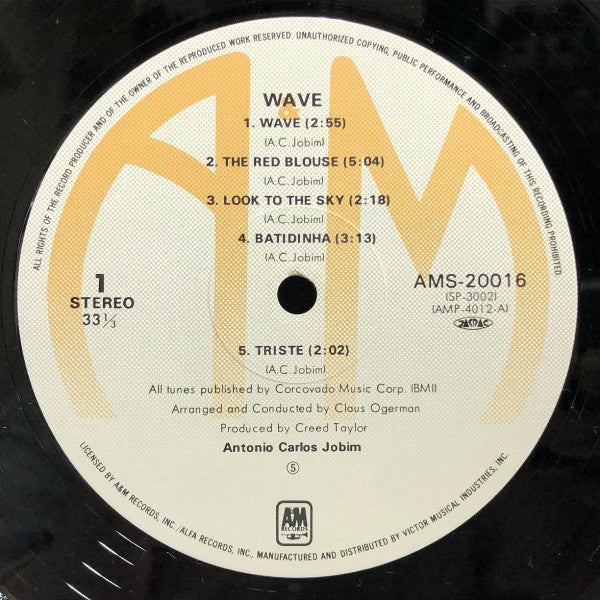 ALL RIGHTS OF THE RECORD PRODUCER AND OF THE OWNER OF THE REPRODUCED WORK RESERVED. UNAUTHORIZED COPYING, PUBLIC PERFORMANCE AND BROADCASTING OF THIS RECORDING PROHIBITED.
A&M
WAVE
1. WAVE (2:55)
(A.C. Jobim)
2. THE RED BLOUSE (5:04)
(A.C. Jobim)
3. LOOK TO THE SKY (2:18)
(A.C. Jobim)
4. BATIDINHA (3:13)
(A.C. Jobim)
1
STEREO
33⅓
AMS-20016
(SP-3002)
(AMP-4012-A)
JASRAC
5. TRISTE (2:02)
(A.C. Jobim)
All tunes published by Corcovado Music Corp. (BMI)
Arranged and Conducted by Claus Ogerman
Produced by Creed Taylor
Antonio Carlos Jobim
⑤
A&M
RECORDS
LICENSED BY A&M RECORDS, INC./ALFA RECORDS, INC., MANUFACTURED AND DISTRIBUTED BY VICTOR MUSICAL INDUSTRIES, INC.